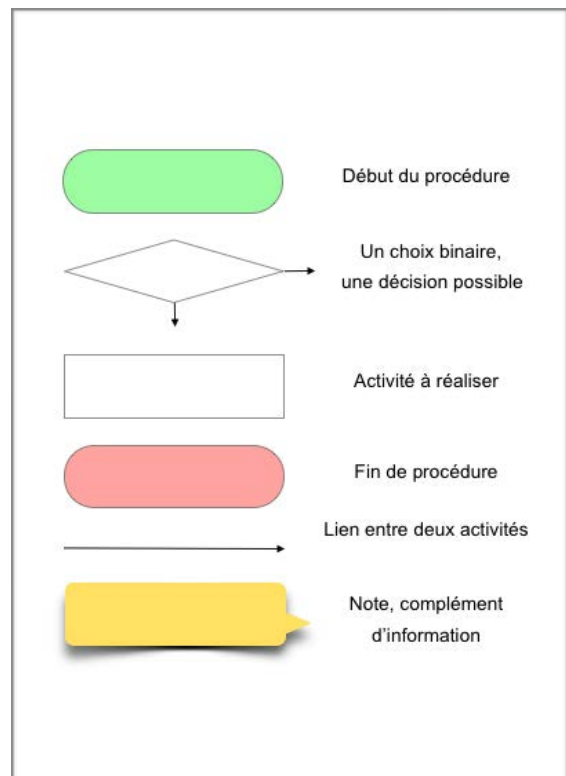 Début du procédure
Un choix binaire,
une décision possible
Activité à réaliser
Fin de procédure
Lien entre deux activités
Note, complément
d’information